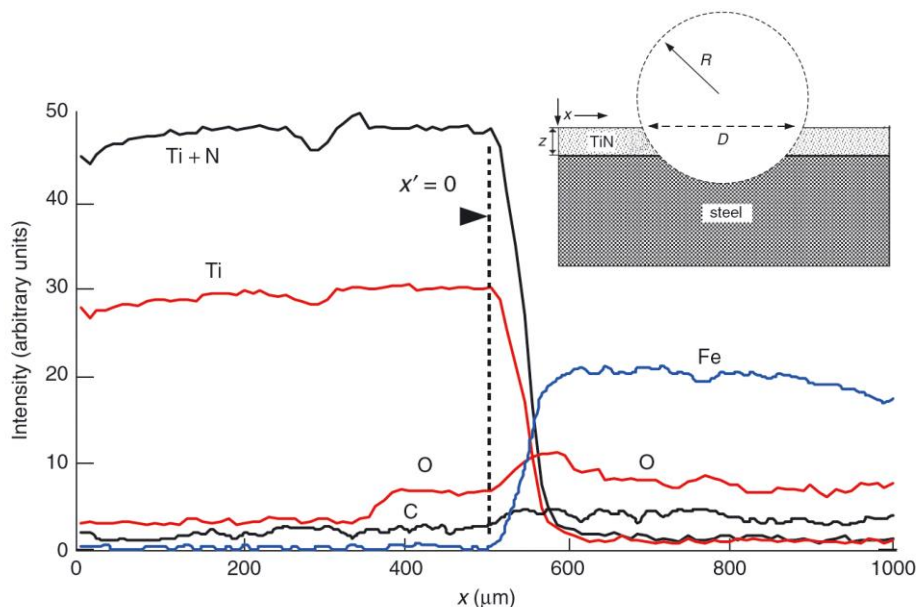 R
x
z
TiN
D
steel
50
40
30
20
10
0
Intensity (arbitrary units)
Ti + N
x′ = 0
Ti
Fe
O
O
C
0
200
400
600
800
1000
x (μm)